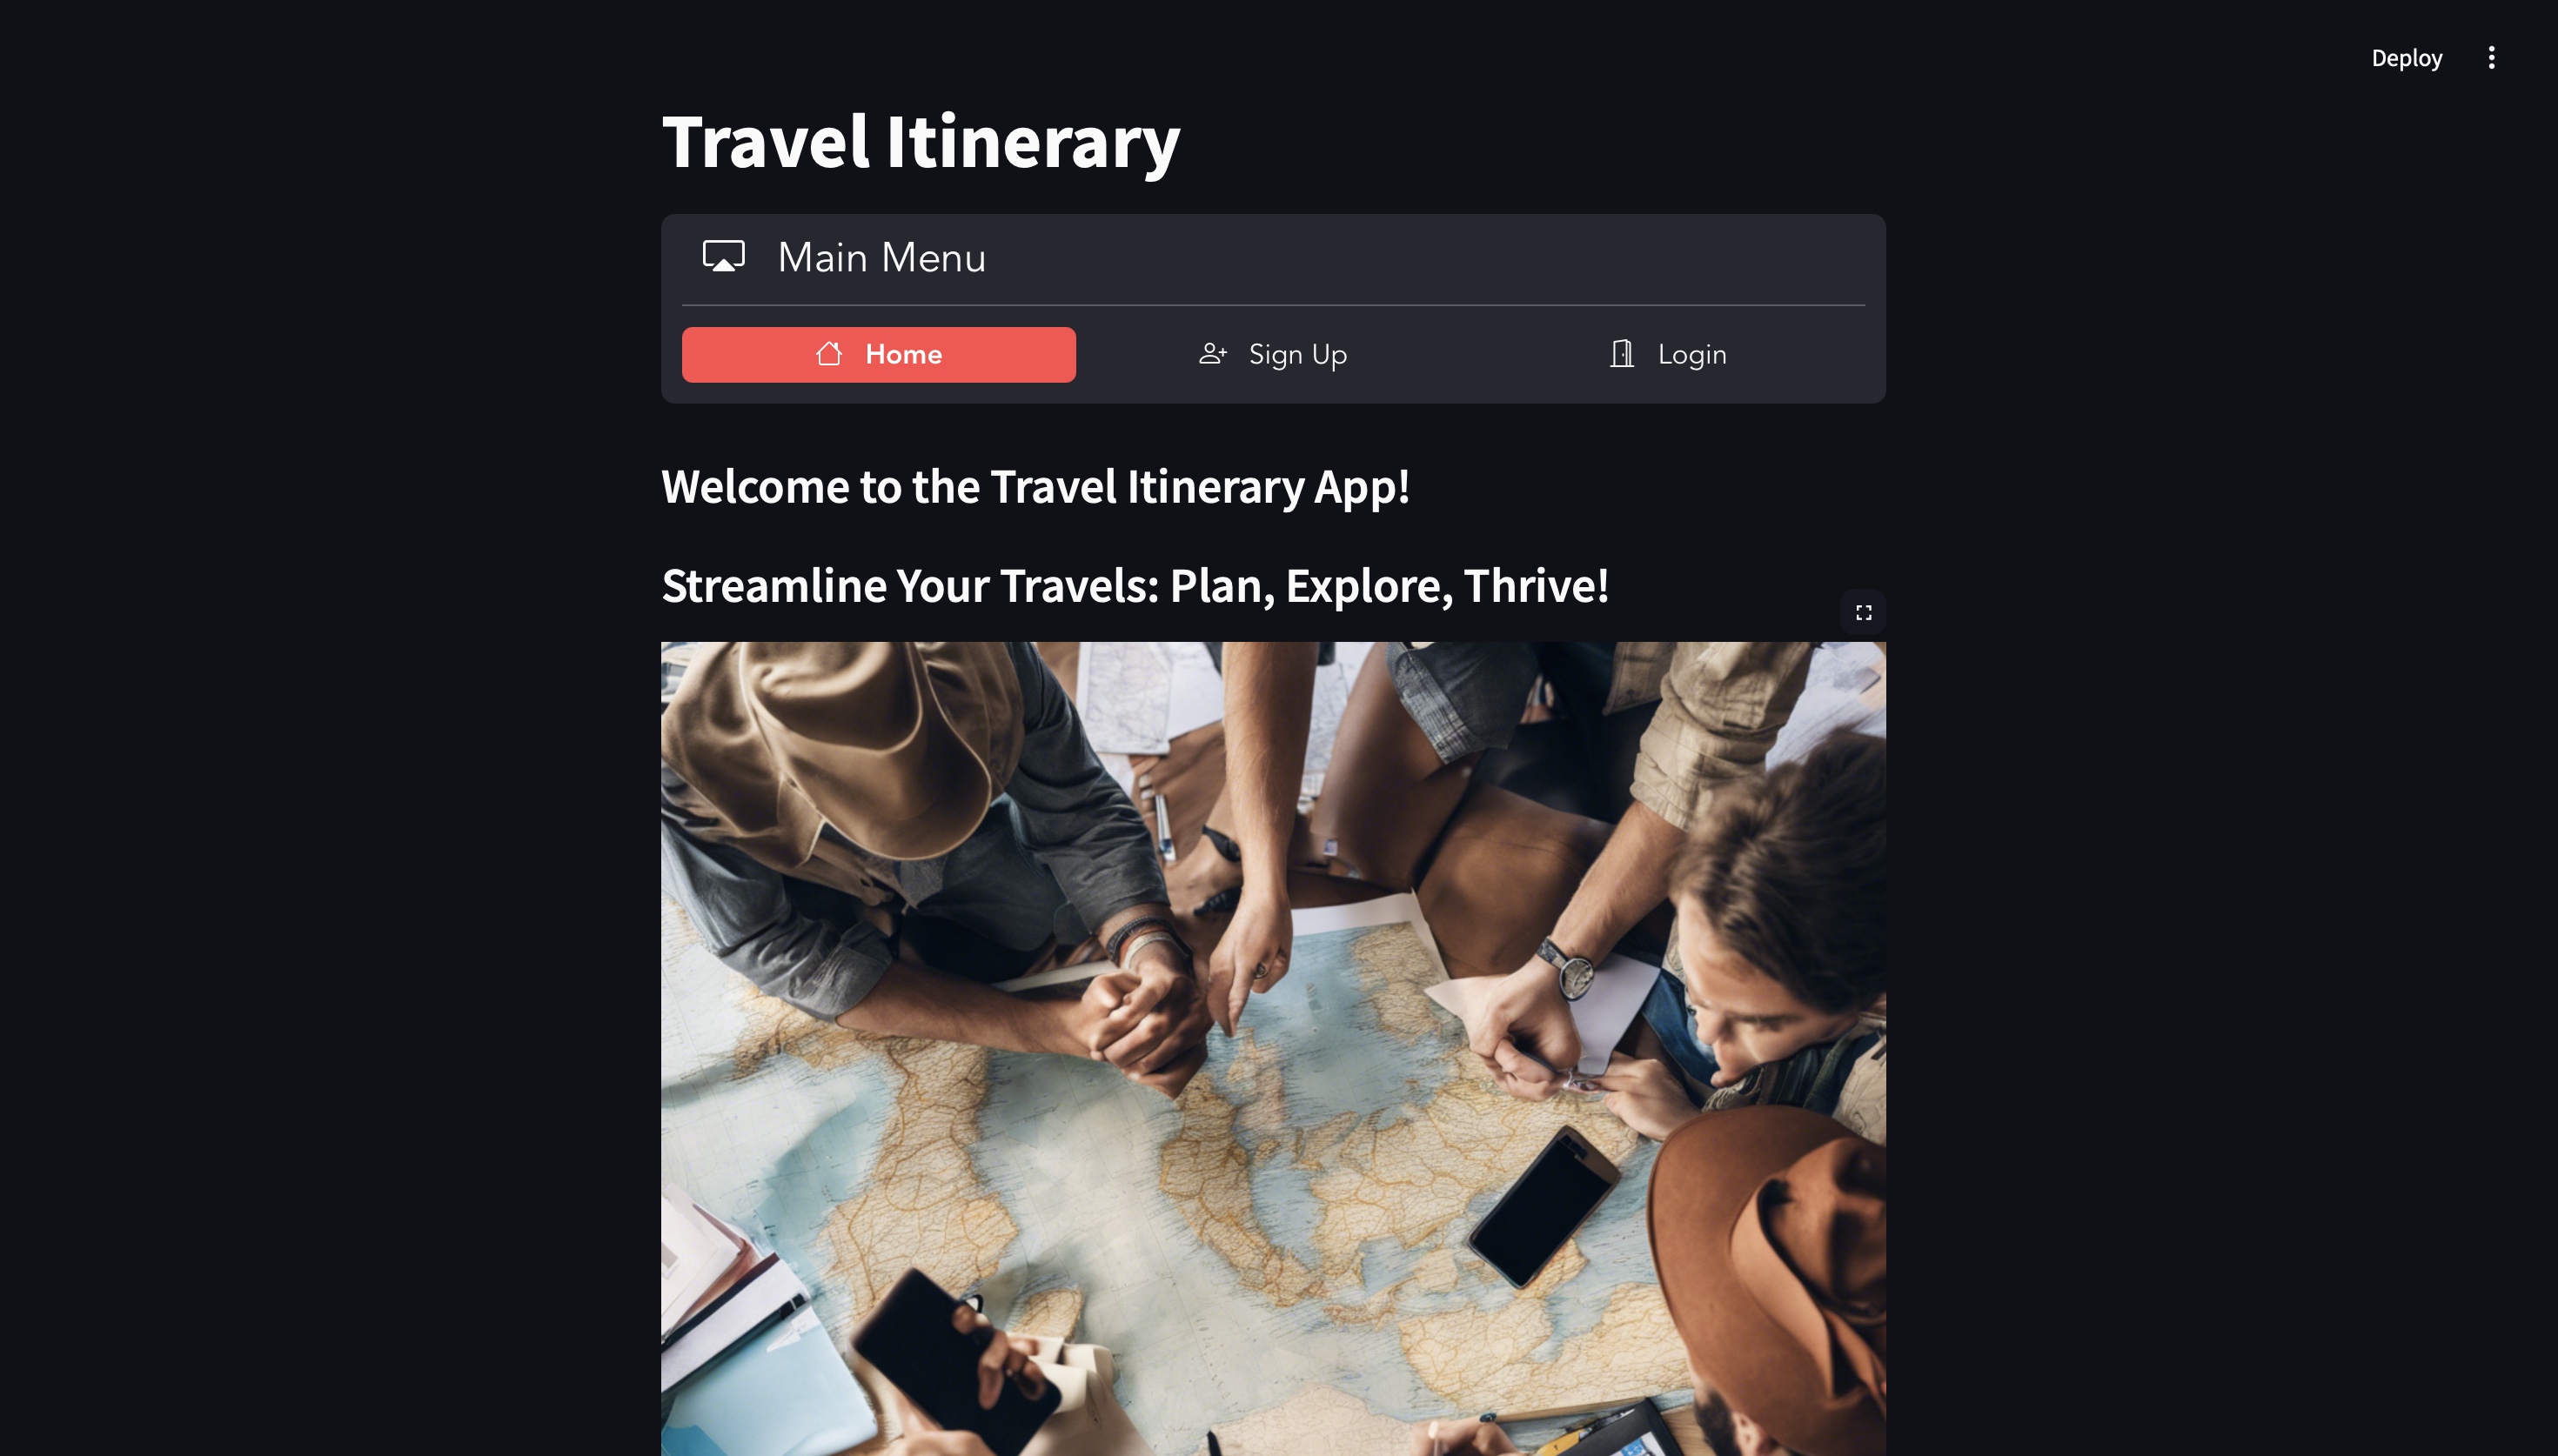 Deploy
Travel Itinerary
Main Menu
Home
Sign Up
Login
Welcome to the Travel Itinerary App!
Streamline Your Travels: Plan, Explore, Thrive!